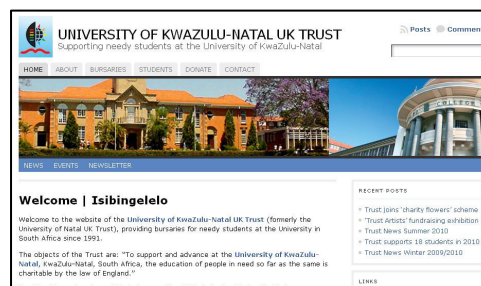 UNIVERSITY OF KWAZULU-NATAL UK TRUST
Supporting needy students at the University of KwaZulu-Natal
Posts
HOME ABOUT BURSARIES STUDENTS DONATE CONTACT
COLLEGE
NEWS EVENTS NEWSLETTER
Welcome | Isibingelelo
Welcome to the website of the University of KwaZulu-Natal UK Trust (formerly the
University of Natal UK Trust), providing bursaries for needy students at the University in
South Africa since 1991.
The objects of the Trust are: “To support and advance at the University of KwaZulu-
Natal, KwaZulu-Natal, South Africa, the education of people in need so far as the same is
charitable by the law of England.”
RECENT POSTS
Trust joins ‘charity flowers’ scheme
‘Trust Artists’ fundraising exhibition
Trust News Summer 2010
Trust supports 18 students in 2010
Trust News Winter 2009/2010
LINKS